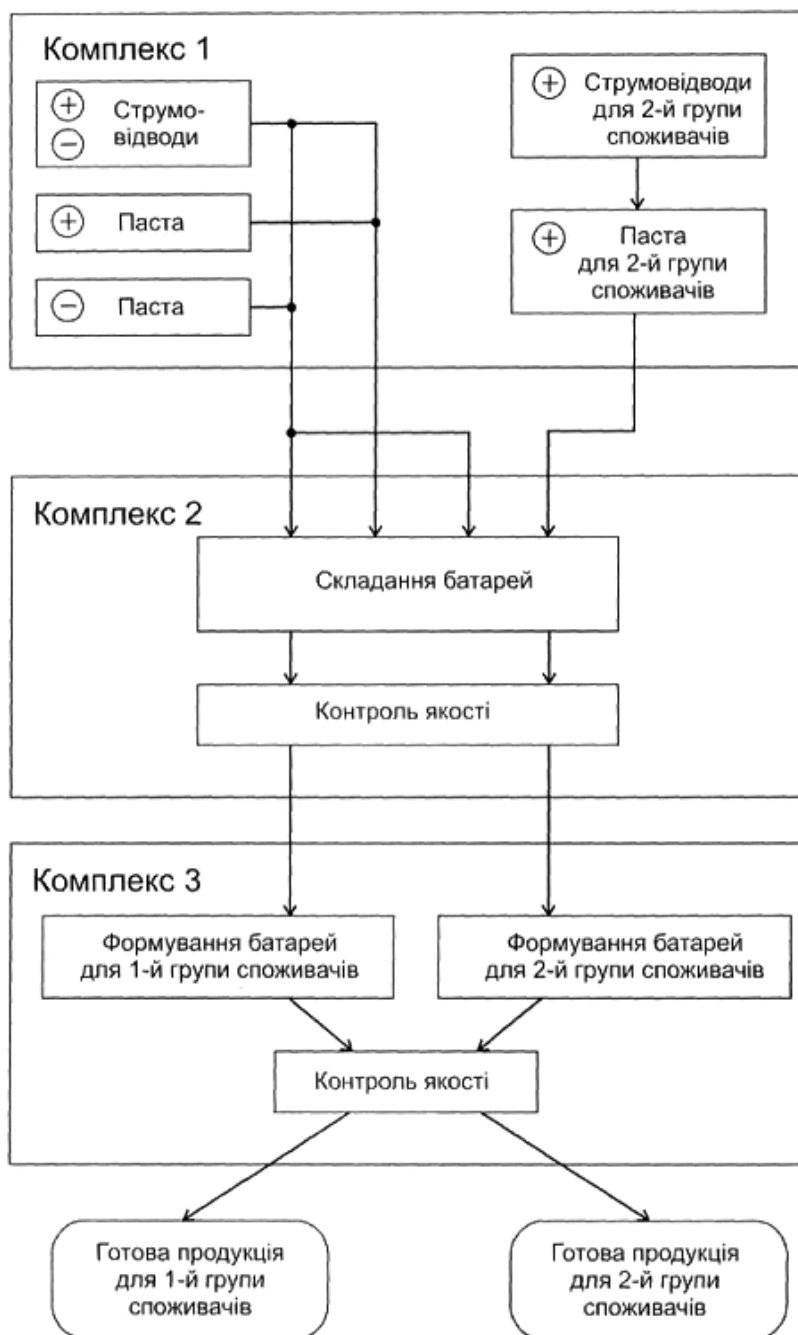 Комплекс 1
+
−
Струмо-
відводи
+
Паста
−
Паста
+
Струмовідводи
для 2-й групи
споживачів
+
Паста
для 2-й групи
споживачів
Комплекс 2
Складання батарей
Контроль якості
Комплекс 3
Формування батарей
для 1-й групи споживачів
Формування батарей
для 2-й групи споживачів
Контроль якості
Готова продукція
для 1-й групи
споживачів
Готова продукція
для 2-й групи
споживачів